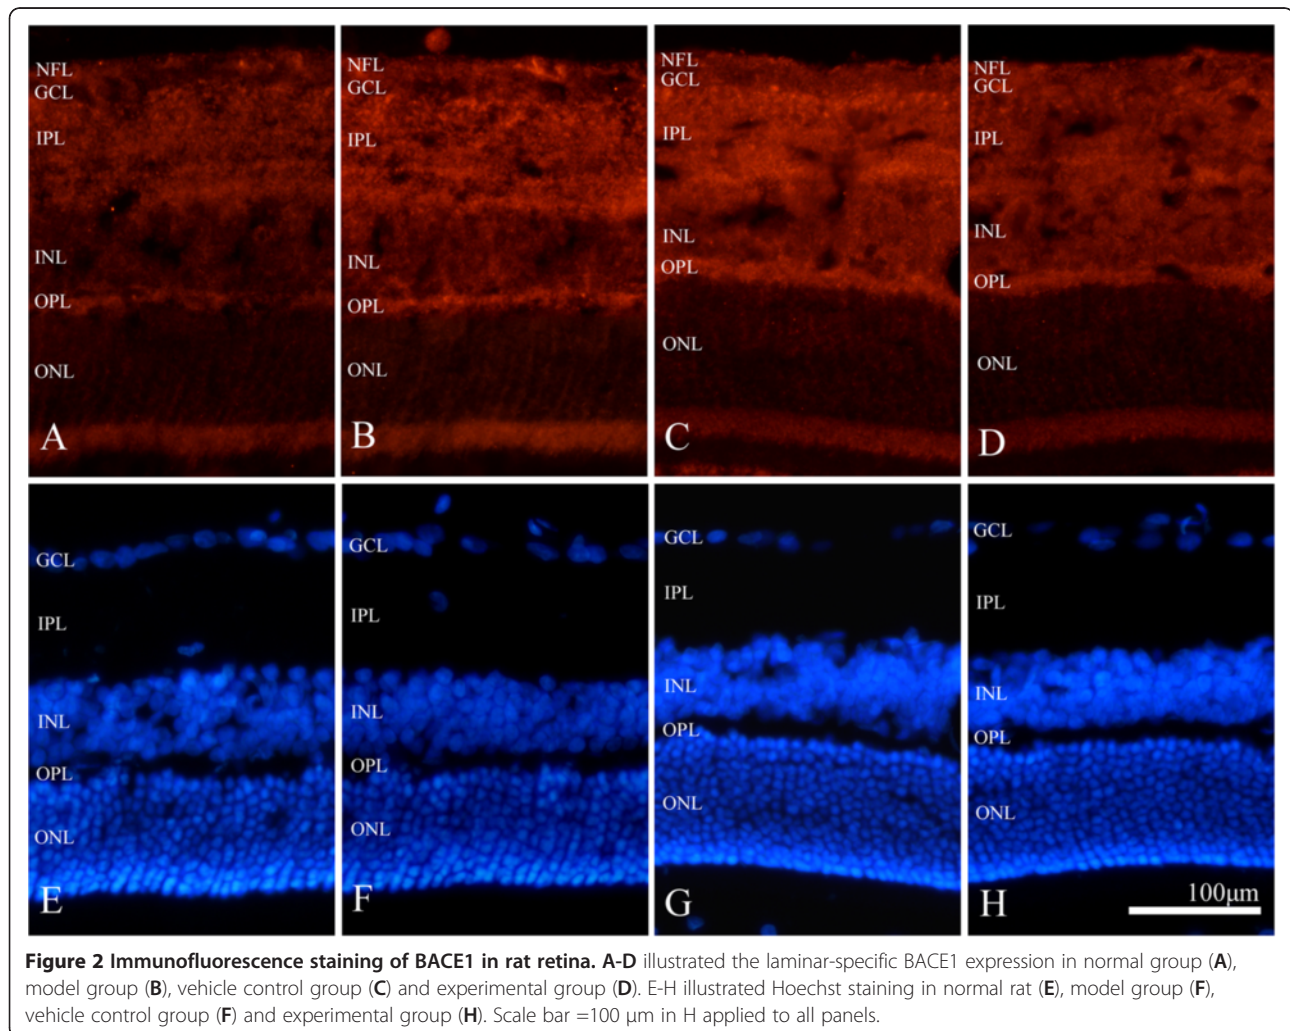 NFL
GCL
IPL
INL
OPL
ONL
A
NFL
GCL
IPL
INL
OPL
ONL
B
NFL
GCL
IPL
INL
OPL
ONL
C
NFL
GCL
IPL
INL
OPL
ONL
D
GCL
IPL
INL
OPL
ONL
E
GCL
IPL
INL
OPL
ONL
F
GCL
IPL
INL
OPL
ONL
G
GCL
IPL
INL
OPL
ONL
H
100μm
Figure 2 Immunofluorescence staining of BACE1 in rat retina. A-D illustrated the laminar-specific BACE1 expression in normal group (A),
model group (B), vehicle control group (C) and experimental group (D). E-H illustrated Hoechst staining in normal rat (E), model group (F),
vehicle control group (F) and experimental group (H). Scale bar =100 μm in H applied to all panels.